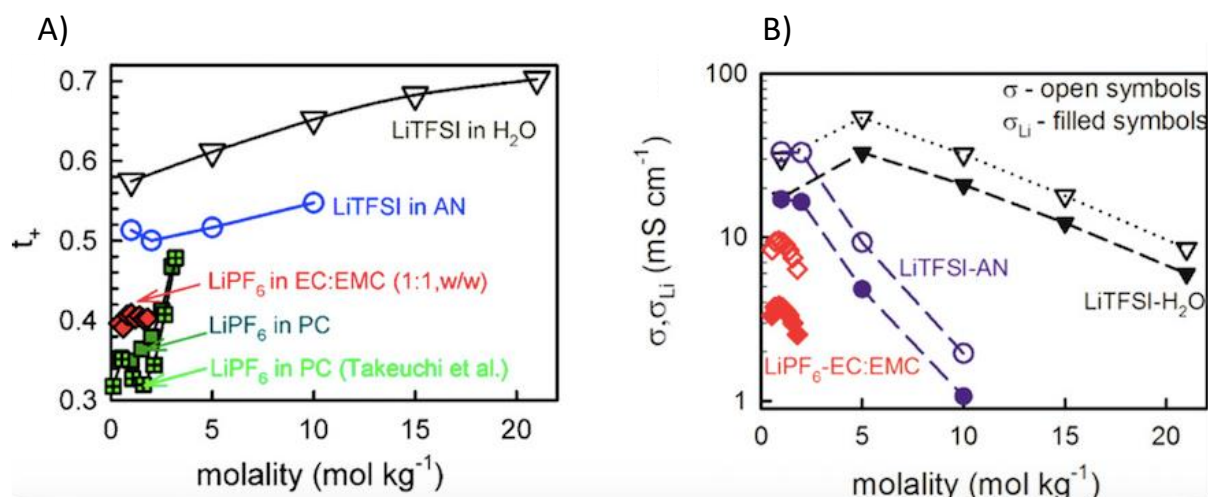 A)
B)
0.7
0.6
0.5
0.4
0.3
t₊
LiTFSI in H₂O
LiTFSI in AN
LiPF₆ in EC:EMC (1:1,w/w)
LiPF₆ in PC
LiPF₆ in PC (Takeuchi et al.)
0 5 10 15 20
molality (mol kg⁻¹)
100
10
1
σ,σLi (mS cm⁻¹)
σ - open symbols
σLi - filled symbols
LiTFSI-AN
LiTFSI-H₂O
LiPF₆-EC:EMC
0 5 10 15 20
molality (mol kg⁻¹)